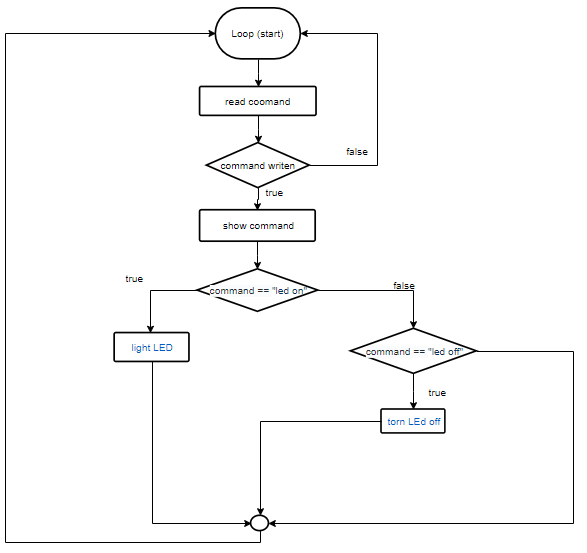 Loop (start)
read coomand
false
command writen
true
show command
true
false
command == "led on"
light LED
command == "led off"
true
torn LEd off